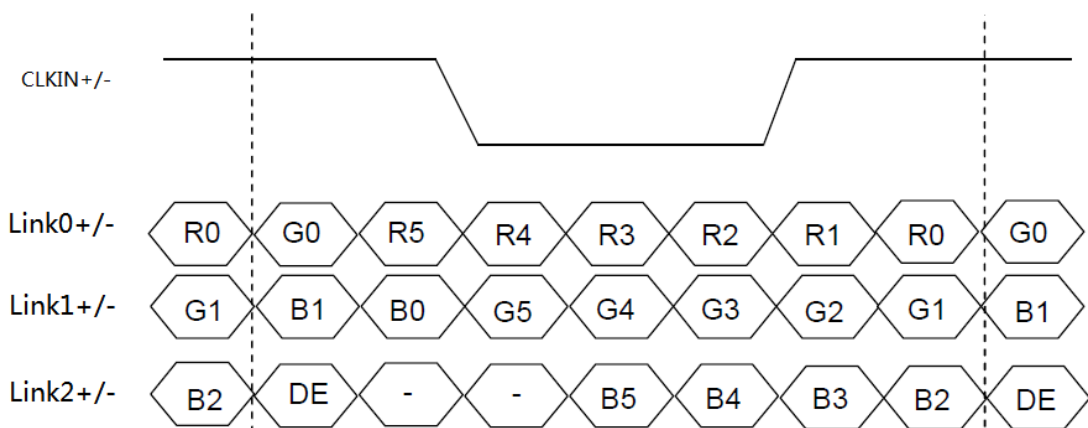 CLKIN+/-
Link0+/- R0 G0 R5 R4 R3 R2 R1 R0 G0
Link1+/- G1 B1 B0 G5 G4 G3 G2 G1 B1
Link2+/- B2 DE - - B5 B4 B3 B2 DE